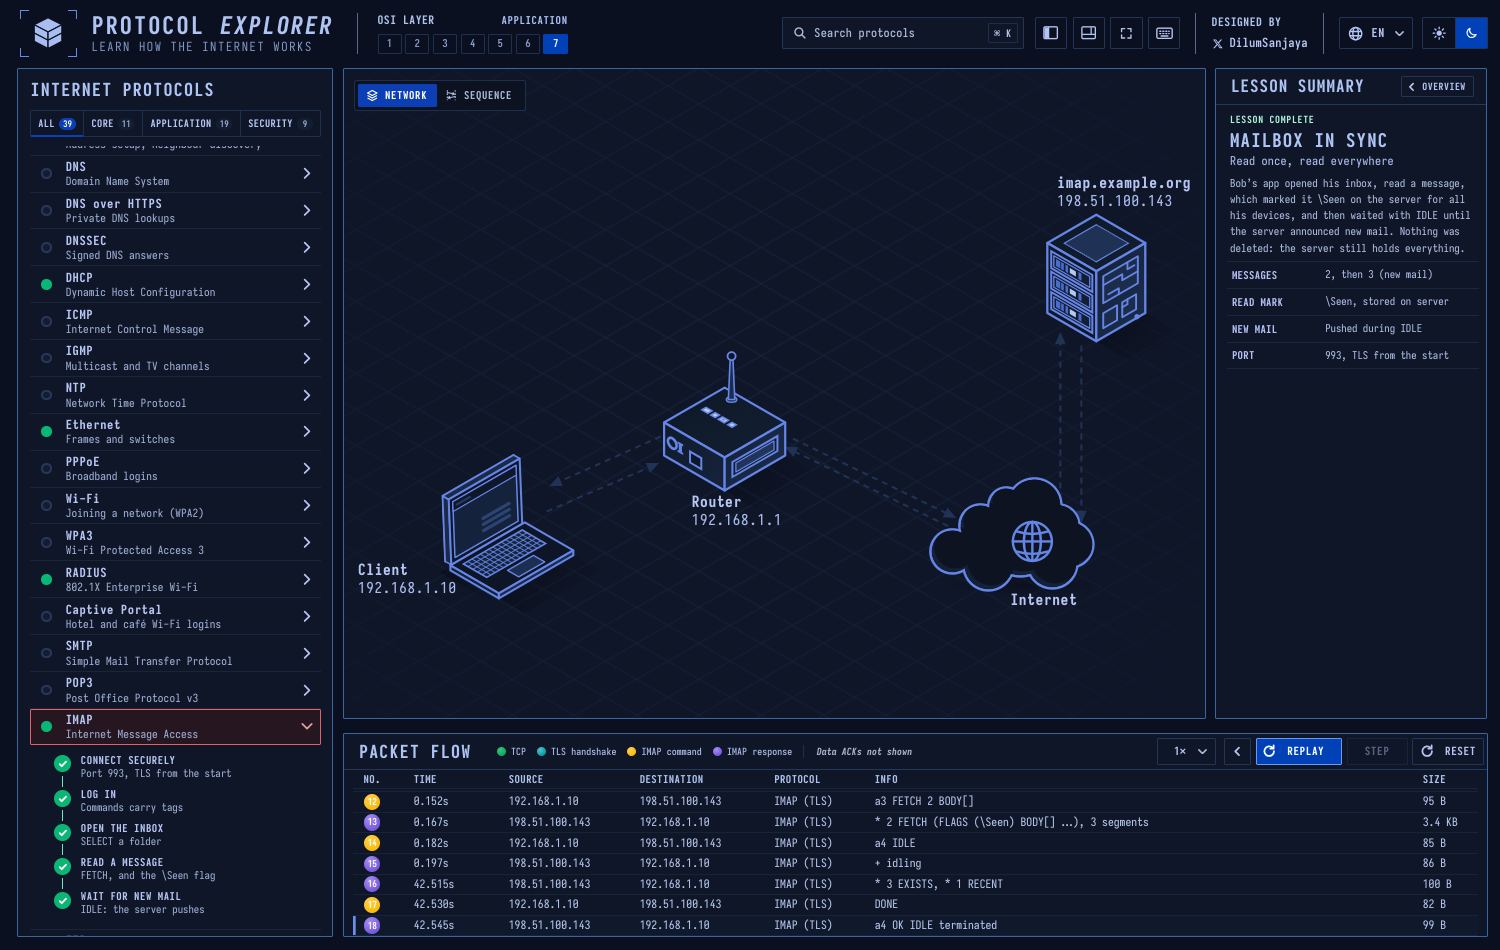 PROTOCOL EXPLORER
LEARN HOW THE INTERNET WORKS
OSI LAYER APPLICATION
1 2 3 4 5 6 7
Search protocols ⌘ K
DESIGNED BY
DilumSanjaya
EN
INTERNET PROTOCOLS
ALL 39 CORE 11 APPLICATION 19 SECURITY 9
Address setup, neighbour discovery
DNS
Domain Name System
DNS over HTTPS
Private DNS lookups
DNSSEC
Signed DNS answers
DHCP
Dynamic Host Configuration
ICMP
Internet Control Message
IGMP
Multicast and TV channels
NTP
Network Time Protocol
Ethernet
Frames and switches
PPPoE
Broadband logins
Wi-Fi
Joining a network (WPA2)
WPA3
Wi-Fi Protected Access 3
RADIUS
802.1X Enterprise Wi-Fi
Captive Portal
Hotel and café Wi-Fi logins
SMTP
Simple Mail Transfer Protocol
POP3
Post Office Protocol v3
IMAP
Internet Message Access
CONNECT SECURELY
Port 993, TLS from the start
LOG IN
Commands carry tags
OPEN THE INBOX
SELECT a folder
READ A MESSAGE
FETCH, and the \Seen flag
WAIT FOR NEW MAIL
IDLE: the server pushes
NETWORK SEQUENCE
imap.example.org
198.51.100.143
Router
192.168.1.1
Client
192.168.1.10
Internet
LESSON SUMMARY
OVERVIEW
LESSON COMPLETE
MAILBOX IN SYNC
Read once, read everywhere
Bob's app opened his inbox, read a message,
which marked it \Seen on the server for all
his devices, and then waited with IDLE until
the server announced new mail. Nothing was
deleted: the server still holds everything.
MESSAGES 2, then 3 (new mail)
READ MARK \Seen, stored on server
NEW MAIL Pushed during IDLE
PORT 993, TLS from the start
PACKET FLOW
TCP TLS handshake IMAP command IMAP response Data ACKs not shown
1× REPLAY STEP RESET
NO. TIME SOURCE DESTINATION PROTOCOL INFO SIZE
12 0.152s 192.168.1.10 198.51.100.143 IMAP (TLS) a3 FETCH 2 BODY[] 95 B
13 0.167s 198.51.100.143 192.168.1.10 IMAP (TLS) * 2 FETCH (FLAGS (\Seen) BODY[] …), 3 segments 3.4 KB
14 0.182s 192.168.1.10 198.51.100.143 IMAP (TLS) a4 IDLE 85 B
15 0.197s 198.51.100.143 192.168.1.10 IMAP (TLS) + idling 86 B
16 42.515s 198.51.100.143 192.168.1.10 IMAP (TLS) * 3 EXISTS, * 1 RECENT 100 B
17 42.530s 192.168.1.10 198.51.100.143 IMAP (TLS) DONE 82 B
18 42.545s 198.51.100.143 192.168.1.10 IMAP (TLS) a4 OK IDLE terminated 99 B